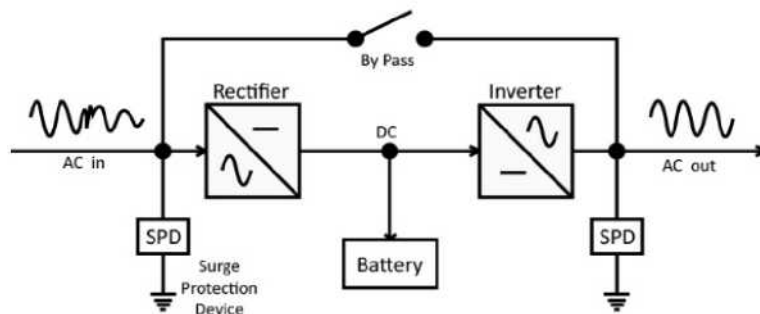 By Pass
Rectifier
Inverter
DC
AC in
AC out
SPD
SPD
Battery
Surge
Protection
Device